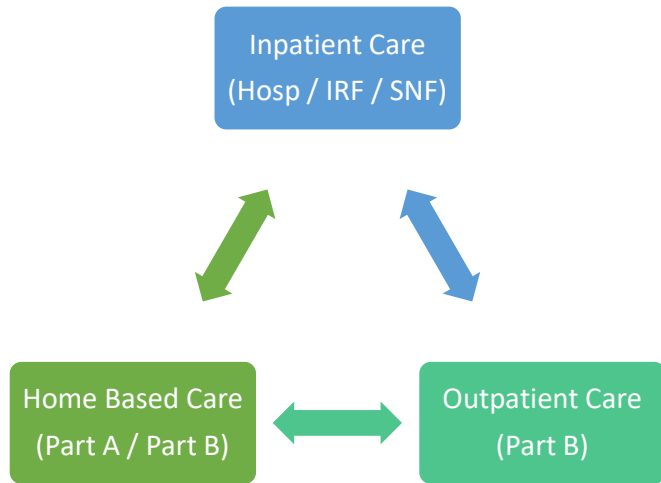 Inpatient Care
(Hosp / IRF / SNF)
Home Based Care
(Part A / Part B)
Outpatient Care
(Part B)